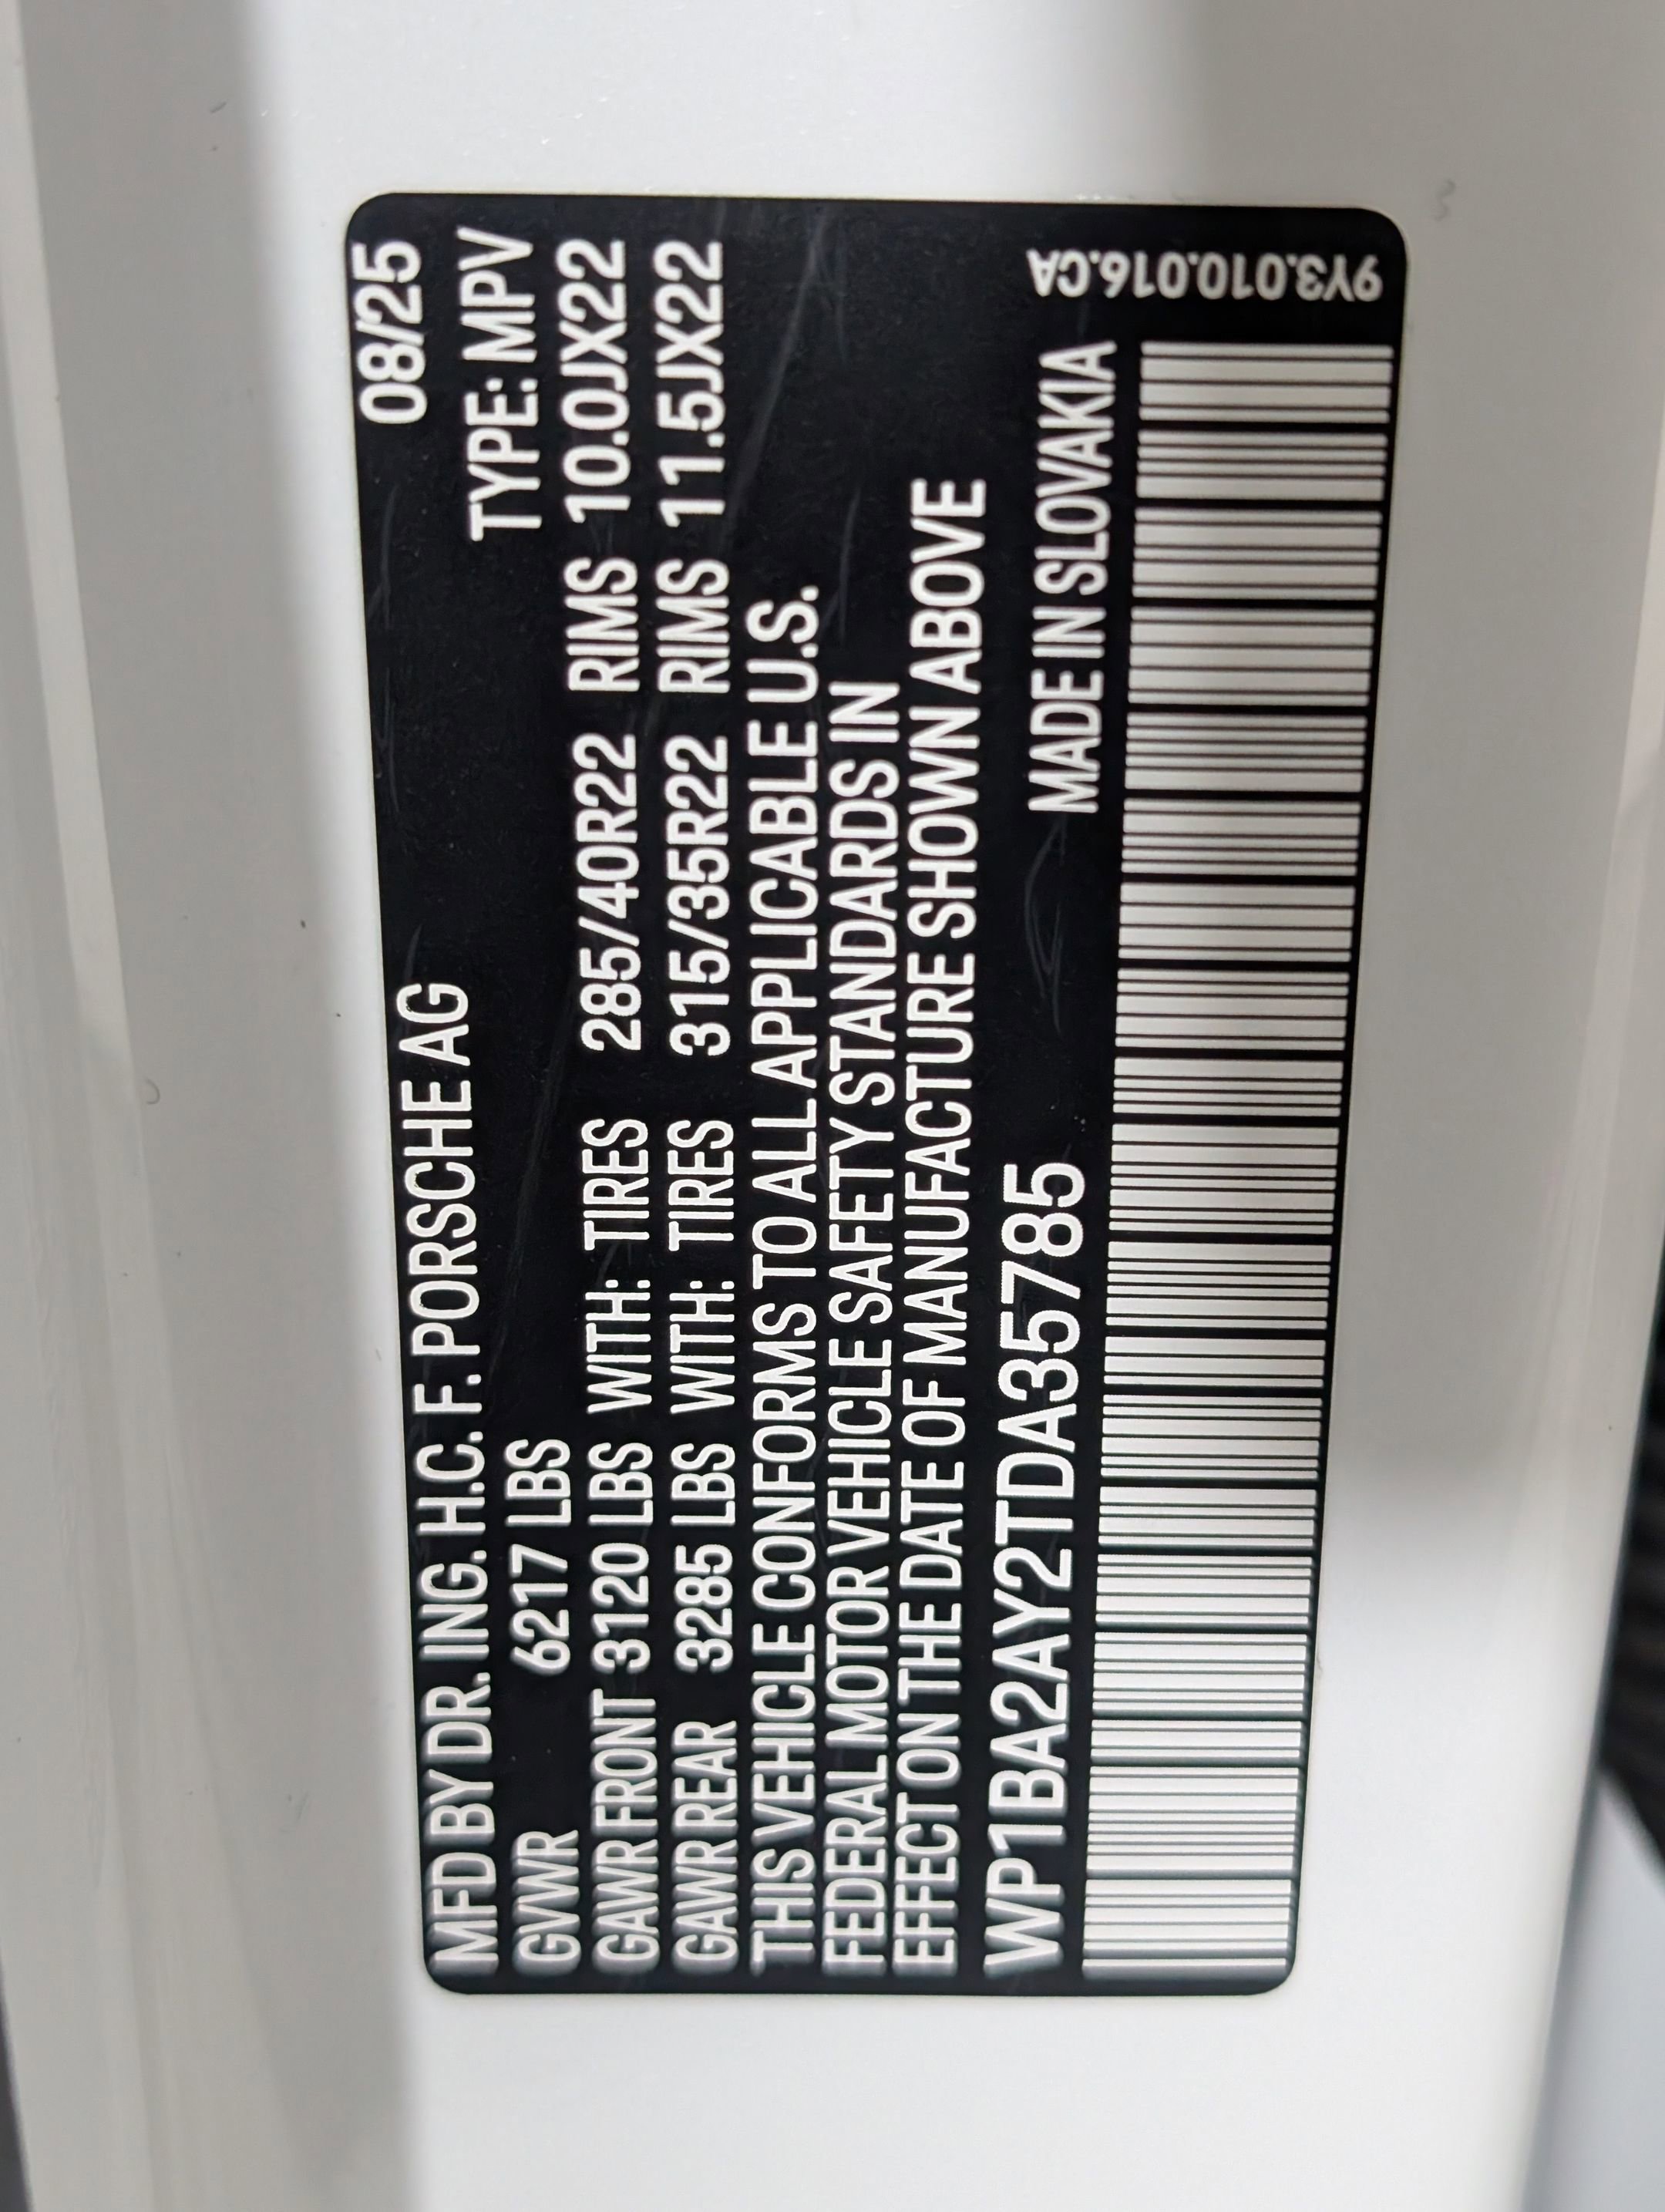 MFD BY DR. ING. H.C. F. PORSCHE AG 08/25
GVWR 6217 LBS TYPE: MPV
GAWR FRONT 3120 LBS WITH: TIRES 285/40R22 RIMS 10.0JX22
GAWR REAR 3285 LBS WITH: TIRES 315/35R22 RIMS 11.5JX22
THIS VEHICLE CONFORMS TO ALL APPLICABLE U.S.
FEDERAL MOTOR VEHICLE SAFETY STANDARDS IN
EFFECT ON THE DATE OF MANUFACTURE SHOWN ABOVE
WP1BA2AY2TDA35785 MADE IN SLOVAKIA
9Y3.010.016.CA